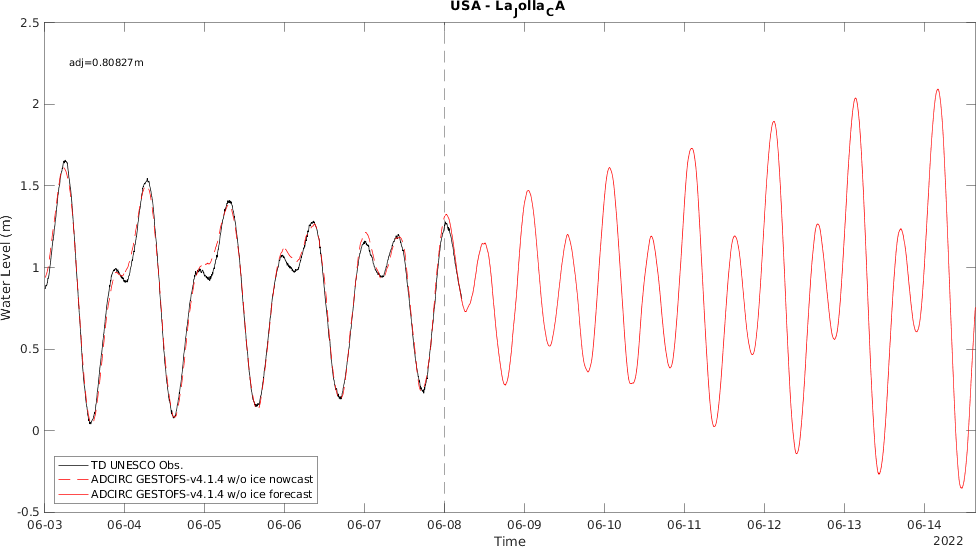 USA - LaJollaCA
adj=0.80827m
2.5
2
1.5
1
0.5
0
-0.5
Water Level (m)
TD UNESCO Obs.
ADCIRC GESTOFS-v4.1.4 w/o ice nowcast
ADCIRC GESTOFS-v4.1.4 w/o ice forecast
06-03 06-04 06-05 06-06 06-07 06-08 06-09 06-10 06-11 06-12 06-13 06-14
Time
2022